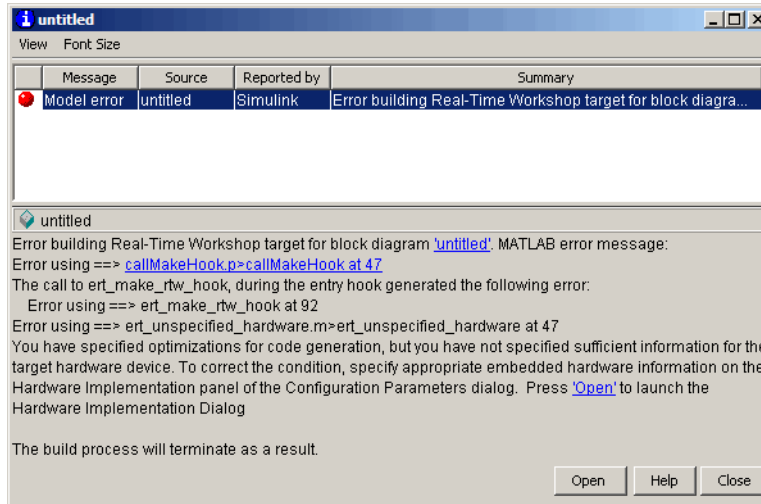 untitled
View Font Size
Message Source Reported by Summary
Model error untitled Simulink Error building Real-Time Workshop target for block diagra...
untitled
Error building Real-Time Workshop target for block diagram 'untitled'. MATLAB error message:
Error using ==> callMakeHook.p>callMakeHook at 47
The call to ert_make_rtw_hook, during the entry hook generated the following error:
Error using ==> ert_make_rtw_hook at 92
Error using ==> ert_unspecified_hardware.m>ert_unspecified_hardware at 47
You have specified optimizations for code generation, but you have not specified sufficient information for the
target hardware device. To correct the condition, specify appropriate embedded hardware information on the
Hardware Implementation panel of the Configuration Parameters dialog. Press 'Open' to launch the
Hardware Implementation Dialog
The build process will terminate as a result.
Open Help Close